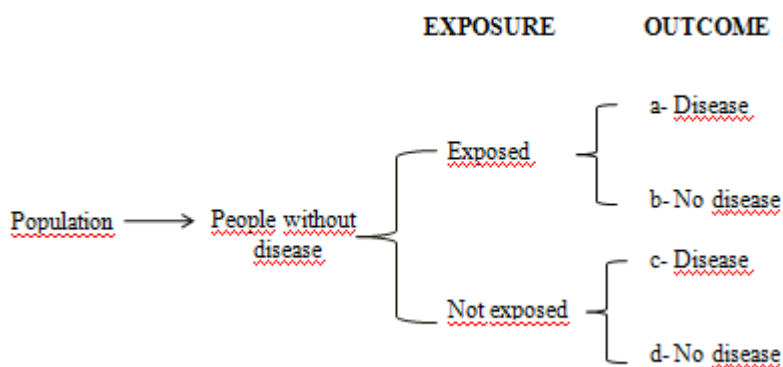 EXPOSURE OUTCOME
a- Disease
Exposed
b- No disease
Population
People without
disease
c- Disease
Not exposed
d- No disease